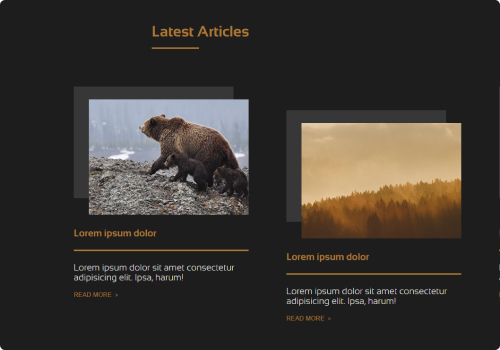 Latest Articles
Lorem ipsum dolor
Lorem ipsum dolor sit amet consectetur
adipisicing elit. Ipsa, harum!
READ MORE >
Lorem ipsum dolor
Lorem ipsum dolor sit amet consectetur
adipisicing elit. Ipsa, harum!
READ MORE >